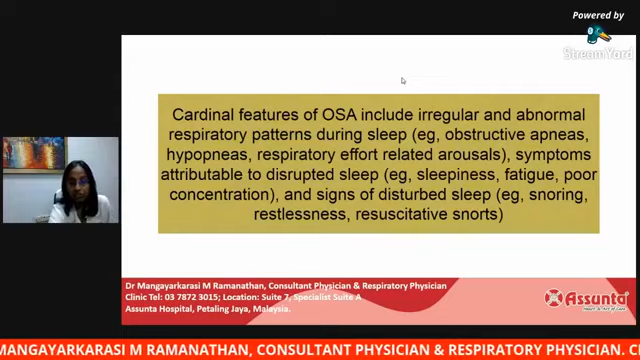 Powered by
StreamYard
Cardinal features of OSA include irregular and abnormal
respiratory patterns during sleep (eg, obstructive apneas,
hypopneas, respiratory effort related arousals), symptoms
attributable to disrupted sleep (eg, sleepiness, fatigue, poor
concentration), and signs of disturbed sleep (eg, snoring,
restlessness, resuscitative snorts)
Dr Mangayarkarasi M Ramanathan, Consultant Physician & Respiratory Physician
Clinic Tel: 03 7872 3015; Location: Suite 7, Specialist Suite A
Assunta Hospital, Petaling Jaya, Malaysia.
Assunta
MANGAYARKARASI M RAMANATHAN, CONSULTANT PHYSICIAN & RESPIRATORY PHYSICIAN. C